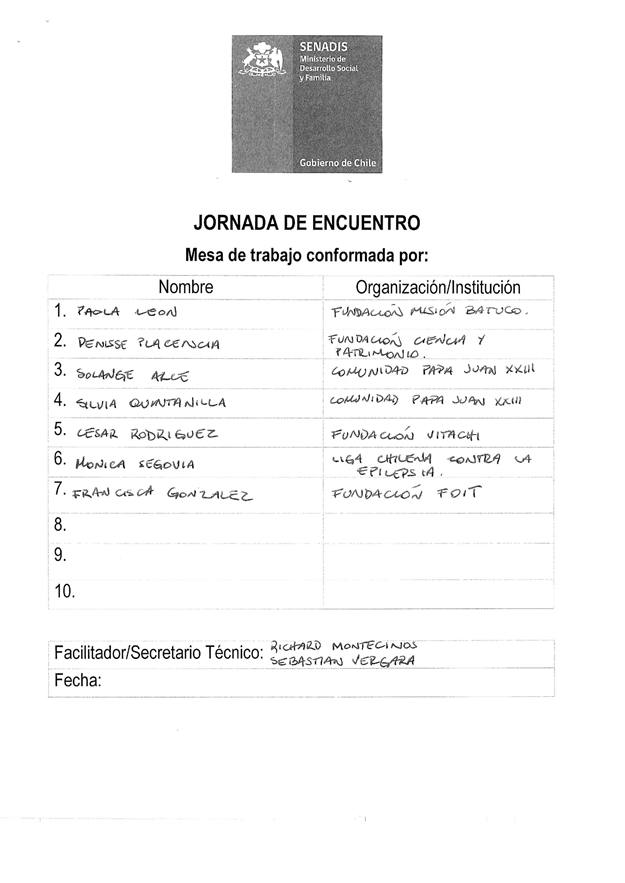 SENADIS
Ministerio de
Desarrollo Social
y Familia
Gobierno de Chile
JORNADA DE ENCUENTRO
Mesa de trabajo conformada por:
Nombre Organización/Institución
1. PAOLA LEON FUNDACIÓN MISIÓN BATUCO.
2. DENISSE PLACENCIA FUNDACIÓN CIENCIA Y
PATRIMONIO.
3. SOLANGE ARCE COMUNIDAD PAPA JUAN XXIII
4. SILVIA QUINTANILLA COMUNIDAD PAPA JUAN XXIII
5. CESAR RODRIGUEZ FUNDACIÓN VITACHI
6. MONICA SEGOVIA LIGA CHILENA CONTRA LA
EPILEPSIA.
7. FRANCISCA GONZALEZ FUNDACIÓN FOIT
8.
9.
10.
Facilitador/Secretario Técnico: RICHARD MONTECINOS
SEBASTIAN VERGARA
Fecha: